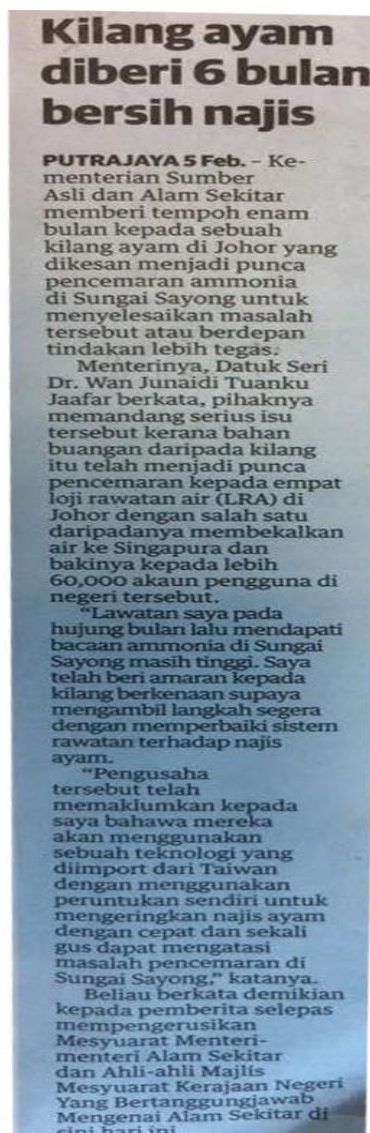 Kilang ayam
diberi 6 bulan
bersih najis
PUTRAJAYA 5 Feb. – Ke-
menterian Sumber
Asli dan Alam Sekitar
memberi tempoh enam
bulan kepada sebuah
kilang ayam di Johor yang
dikesan menjadi punca
pencemaran ammonia
di Sungai Sayong untuk
menyelesaikan masalah
tersebut atau berdepan
tindakan lebih tegas.
Menterinya, Datuk Seri
Dr. Wan Junaidi Tuanku
Jaafar berkata, pihaknya
memandang serius isu
tersebut kerana bahan
buangan daripada kilang
itu telah menjadi punca
pencemaran kepada empat
loji rawatan air (LRA) di
Johor dengan salah satu
daripadanya membekalkan
air ke Singapura dan
bakinya kepada lebih
60,000 akaun pengguna di
negeri tersebut.
“Lawatan saya pada
hujung bulan lalu mendapati
bacaan ammonia di Sungai
Sayong masih tinggi. Saya
telah beri amaran kepada
kilang berkenaan supaya
mengambil langkah segera
dengan memperbaiki sistem
rawatan terhadap najis
ayam.
“Pengusaha
tersebut telah
memaklumkan kepada
saya bahawa mereka
akan menggunakan
sebuah teknologi yang
diimport dari Taiwan
dengan menggunakan
peruntukan sendiri untuk
mengeringkan najis ayam
dengan cepat dan sekali
gus dapat mengatasi
masalah pencemaran di
Sungai Sayong,” katanya.
Beliau berkata demikian
kepada pemberita selepas
mempengerusikan
Mesyuarat Menteri-
menteri Alam Sekitar
dan Ahli-ahli Majlis
Mesyuarat Kerajaan Negeri
Yang Bertanggungjawab
Mengenai Alam Sekitar di
sini hari ini